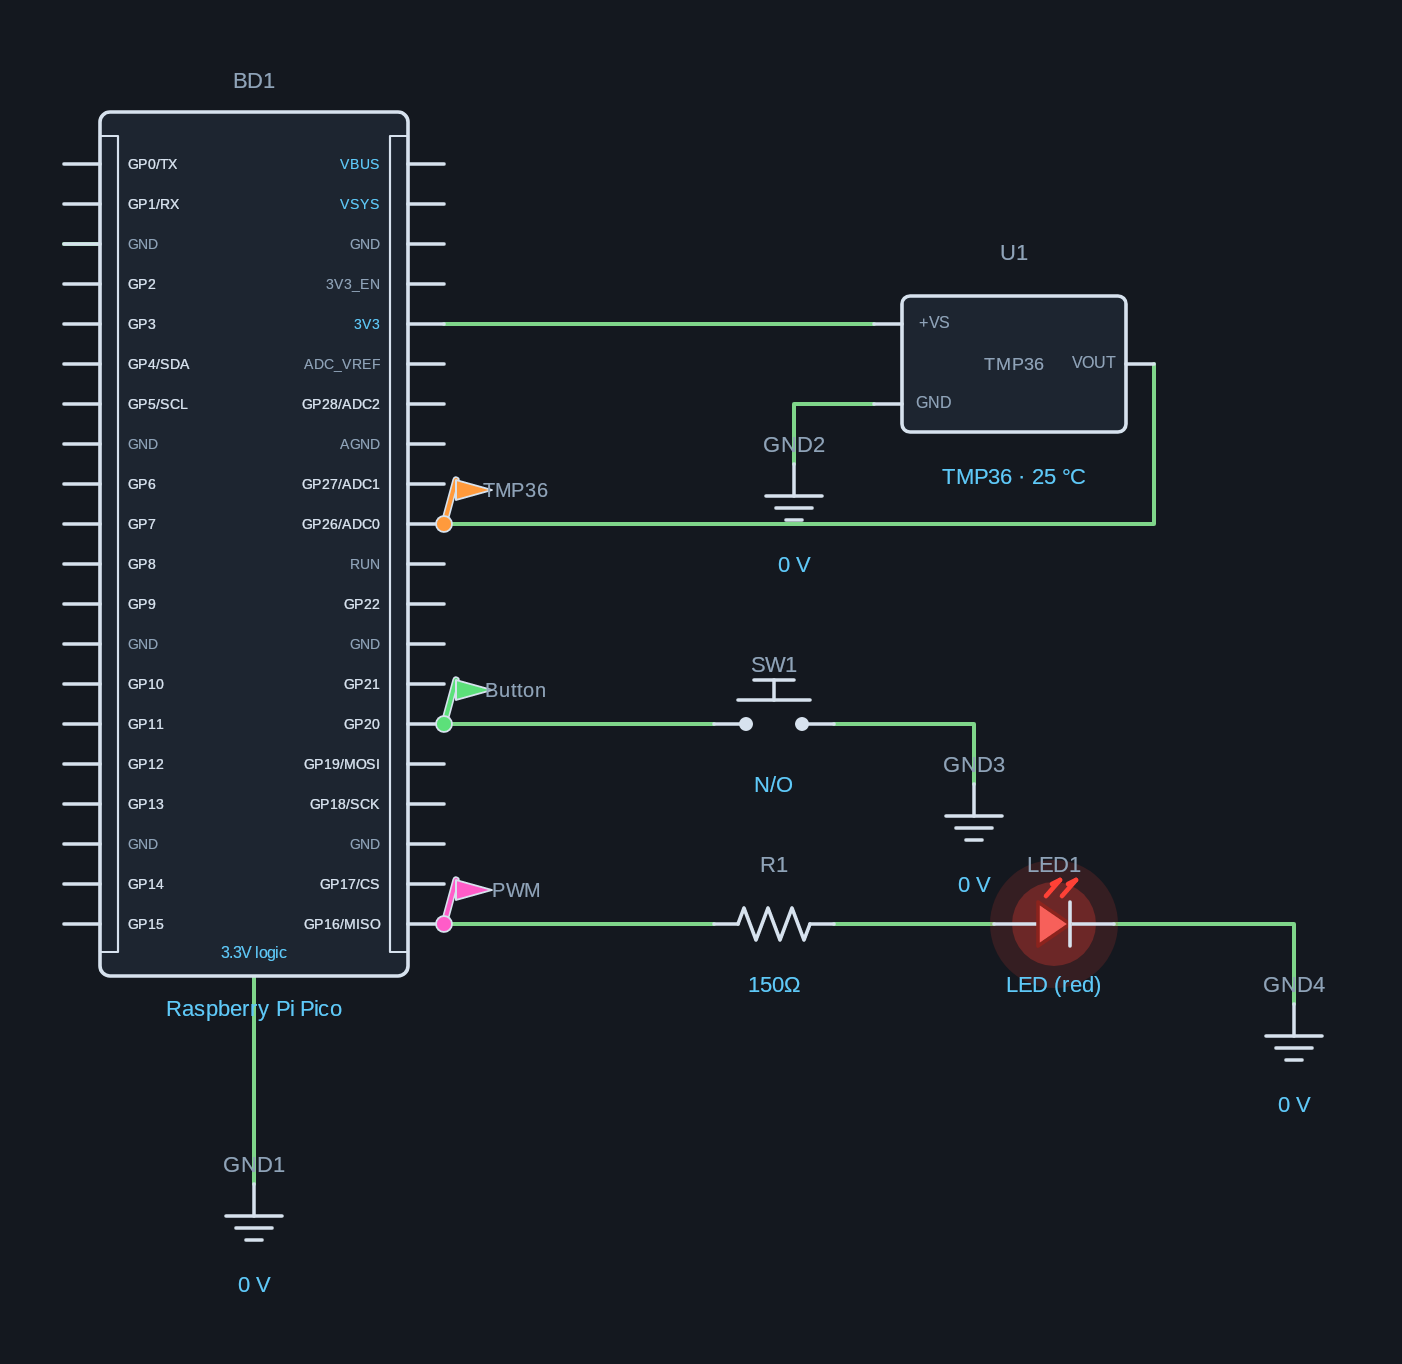 BD1
GP0/TX VBUS
GP1/RX VSYS
GND GND
GP2 3V3_EN
GP3 3V3
GP4/SDA ADC_VREF
GP5/SCL GP28/ADC2
GND AGND
GP6 GP27/ADC1
GP7 GP26/ADC0
GP8 RUN
GP9 GP22
GND GND
GP10 GP21
GP11 GP20
GP12 GP19/MOSI
GP13 GP18/SCK
GND GND
GP14 GP17/CS
GP15 GP16/MISO
3.3V logic
Raspberry Pi Pico
GND1
0 V
U1
+VS
TMP36 VOUT
GND
TMP36 · 25 °C
GND2
0 V
TMP36
Button
SW1
N/O
GND3
0 V
PWM
R1
150Ω
LED1
LED (red)
GND4
0 V